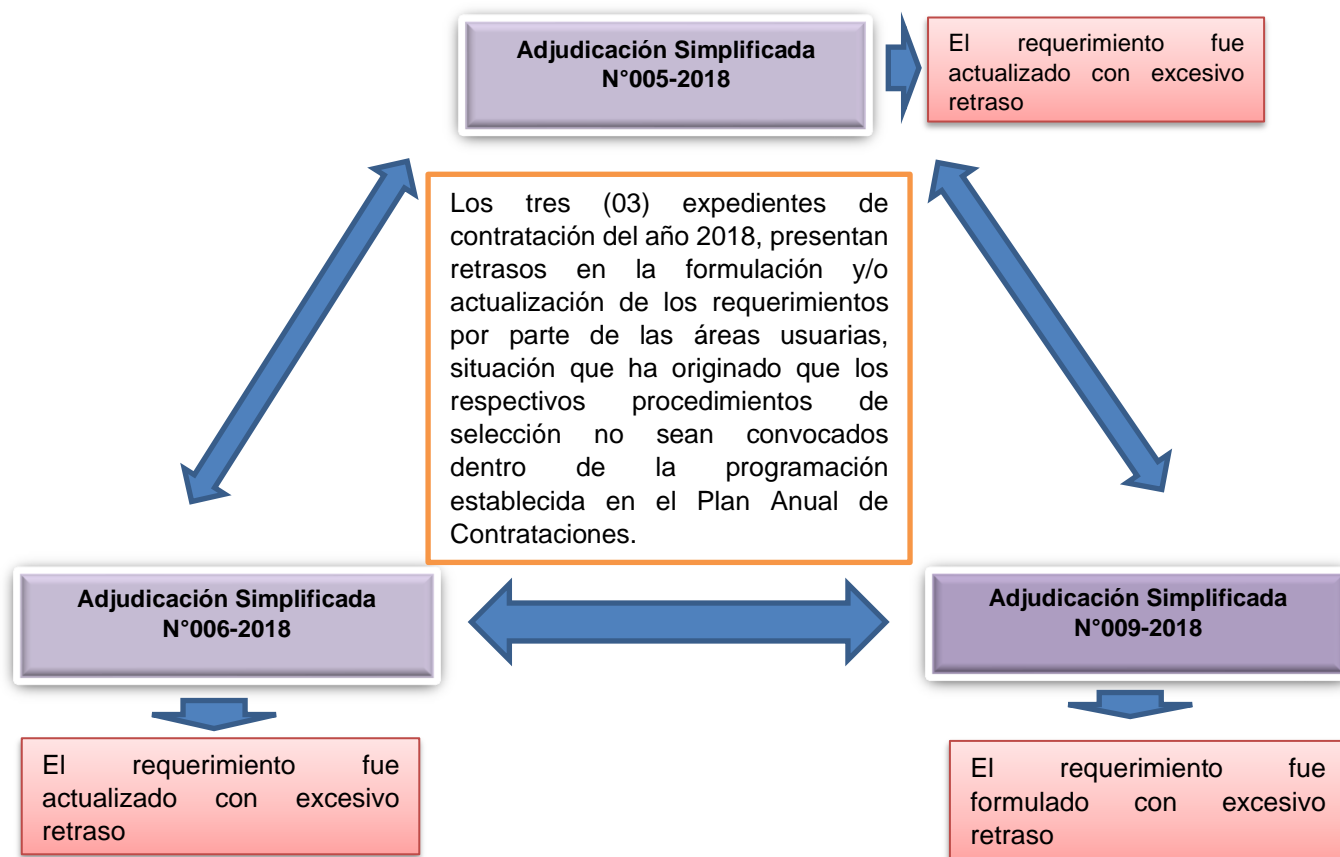 Adjudicación Simplificada
N°005-2018
El requerimiento fue
actualizado con excesivo
retraso
Los tres (03) expedientes de
contratación del año 2018, presentan
retrasos en la formulación y/o
actualización de los requerimientos
por parte de las áreas usuarias,
situación que ha originado que los
respectivos procedimientos de
selección no sean convocados
dentro de la programación
establecida en el Plan Anual de
Contrataciones.
Adjudicación Simplificada
N°006-2018
El requerimiento fue
actualizado con excesivo
retraso
Adjudicación Simplificada
N°009-2018
El requerimiento fue
formulado con excesivo
retraso